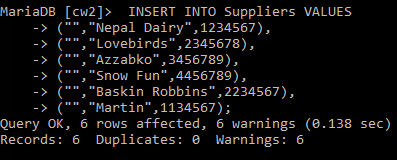 MariaDB [cw2]>  INSERT INTO Suppliers VALUES
    -> ("","Nepal Dairy",1234567),
    -> ("","Lovebirds",2345678),
    -> ("","Azzabko",3456789),
    -> ("","Snow Fun",4456789),
    -> ("","Baskin Robbins",2234567),
    -> ("","Martin",1134567);
Query OK, 6 rows affected, 6 warnings (0.138 sec)
Records: 6  Duplicates: 0  Warnings: 6